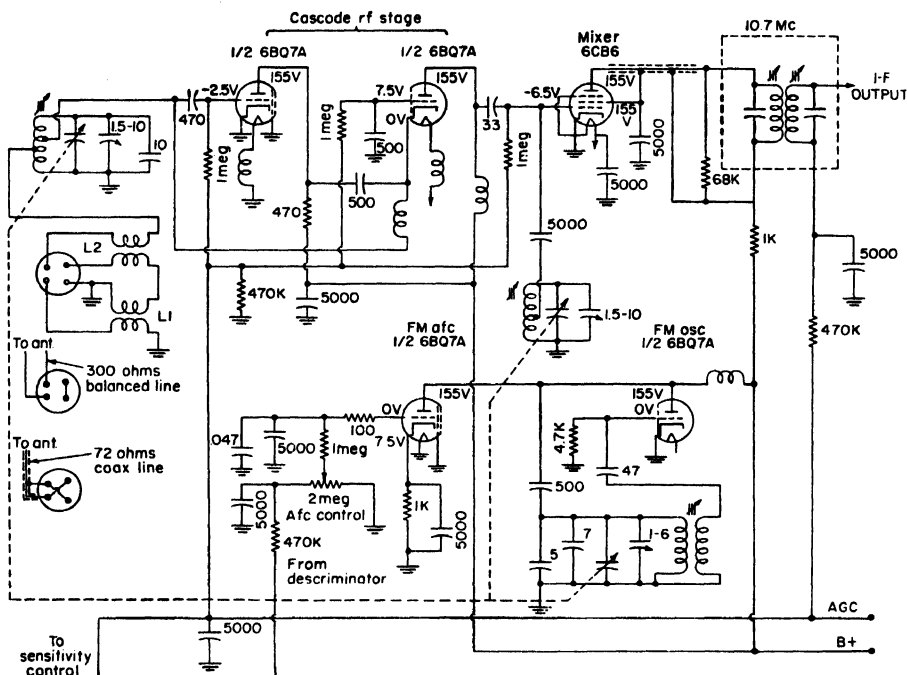 Cascode rf stage
1/2 6BQ7A
1/2 6BQ7A
Mixer
6CB6
10.7 MC
I-F
OUTPUT
155V
-2.5V
470
155V
7.5V
0V
500
1meg
1meg
33
1meg
-6.5V
155V
155
V
5000
5000
68K
1.5-10
10
500
470
5000
1K
5000
L2
L1
470K
5000
1.5-10
470K
To ant.
300 ohms
balanced line
FM afc
1/2 6BQ7A
FM osc
1/2 6BQ7A
155V
0V
75V
155V
0V
To ant.
72 ohms
coax line
.047
5000
100
1meg
4.7K
47
500
5000
2meg
Afc control
1K
5000
470K
From
descriminator
5
7
1-6
AGC
5000
To
sensitivity
control
B+